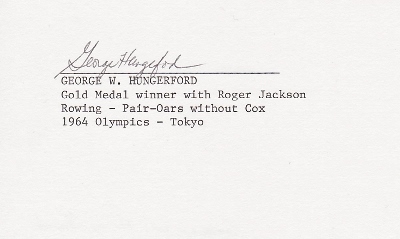 George Hungerford
GEORGE W. HUNGERFORD
Gold Medal winner with Roger Jackson
Rowing - Pair-Oars without Cox
1964 Olympics - Tokyo